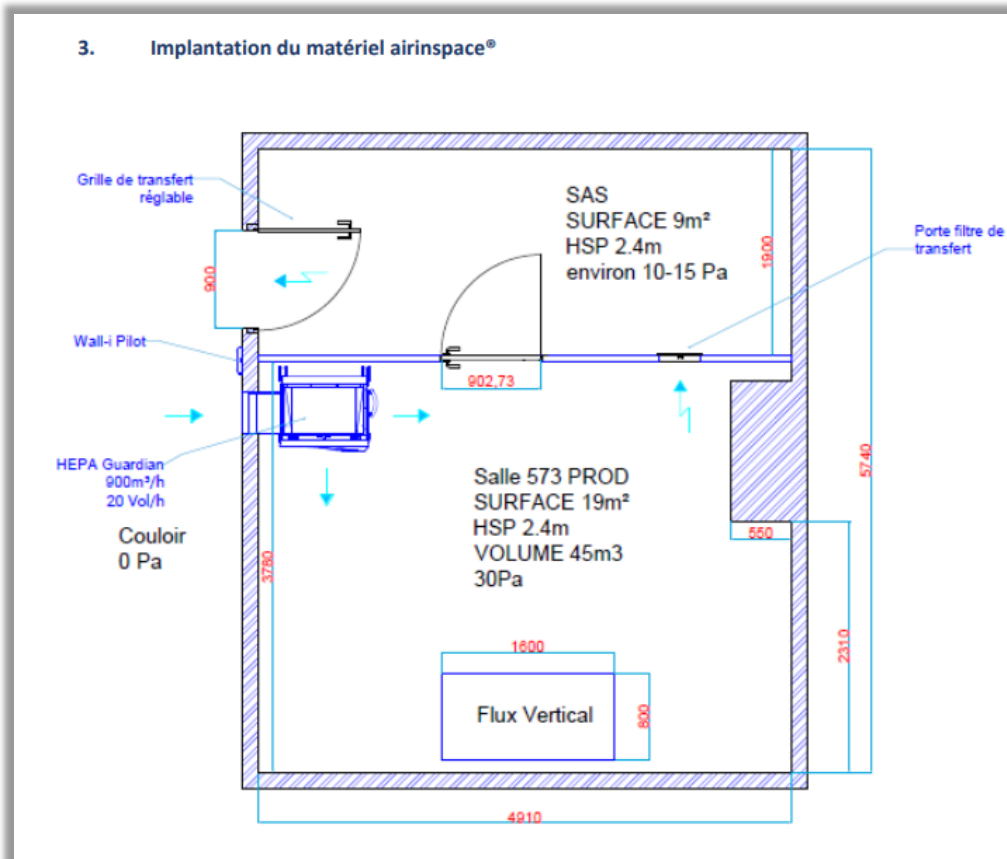 3. Implantation du matériel airinspace®
Grille de transfert
réglable
SAS
SURFACE 9m²
HSP 2.4m
environ 10-15 Pa
1900
Porte filtre de
transfert
900
Wall-i Pilot
902,73
HEPA Guardian
900m³/h
20 Vol/h
Couloir
0 Pa
Salle 573 PROD
SURFACE 19m²
HSP 2.4m
VOLUME 45m3
30Pa
5740
550
3780
2310
1600
Flux Vertical
800
4910